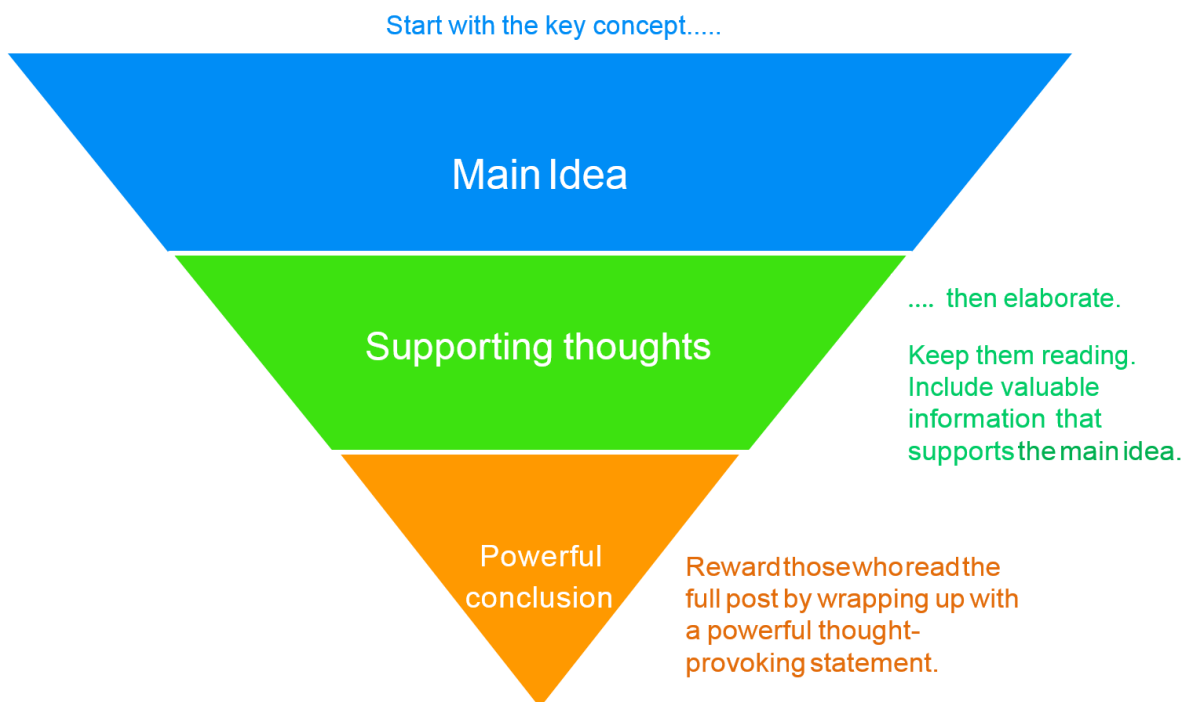 Start with the key concept.....
Main Idea
Supporting thoughts
.... then elaborate.
Keep them reading.
Include valuable
information that
supports the main idea.
Powerful
conclusion
Reward those who read the
full post by wrapping up with
a powerful thought-
provoking statement.